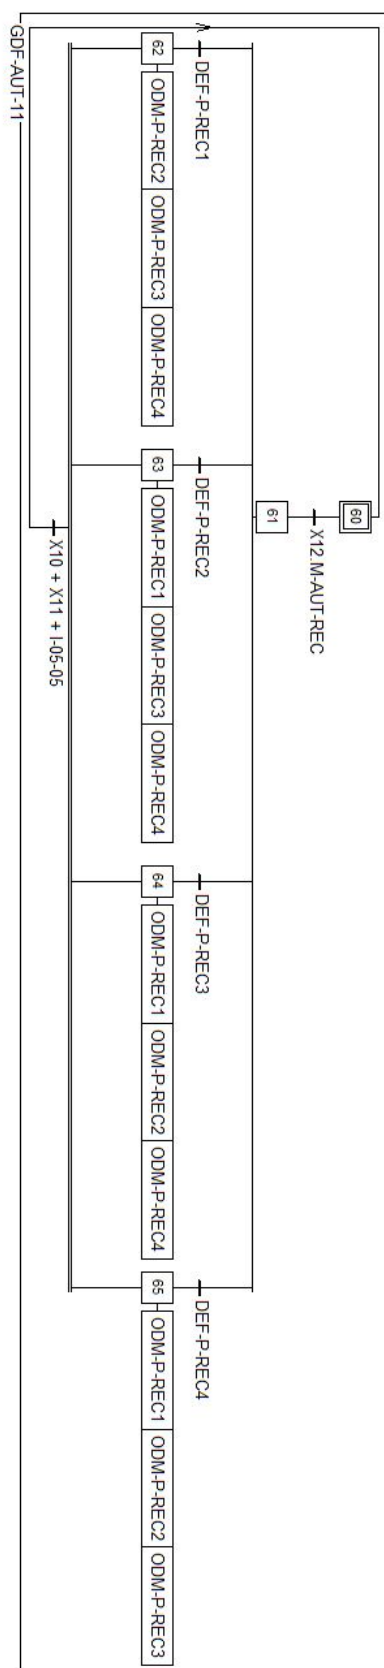 60
X12.M-AUT-REC
61
DEF-P-REC1 DEF-P-REC2 DEF-P-REC3 DEF-P-REC4
62 ODM-P-REC2 ODM-P-REC3 ODM-P-REC4 63 ODM-P-REC1 ODM-P-REC3 ODM-P-REC4 64 ODM-P-REC1 ODM-P-REC2 ODM-P-REC4 65 ODM-P-REC1 ODM-P-REC2 ODM-P-REC3
X10 + X11 + I-05-05
GDF-AUT-11